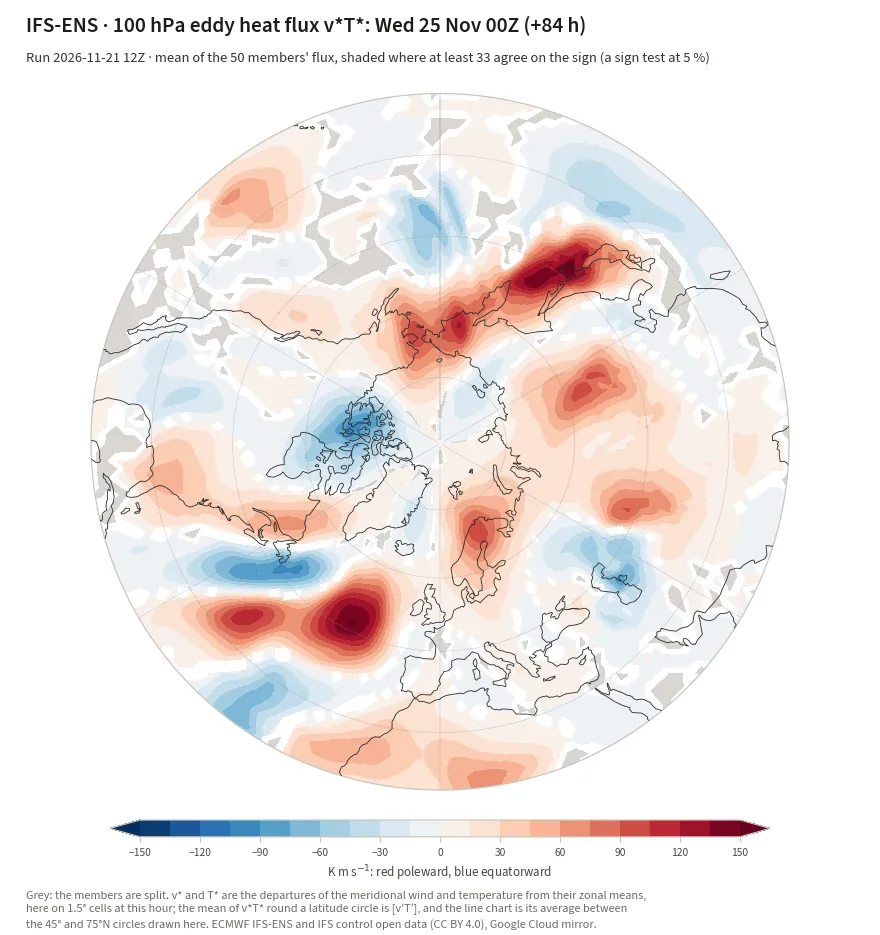 IFS-ENS · 100 hPa eddy heat flux v*T*: Wed 25 Nov 00Z (+84 h)
Run 2026-11-21 12Z · mean of the 50 members' flux, shaded where at least 33 agree on the sign (a sign test at 5 %)
−150 −120 −90 −60 −30 0 30 60 90 120 150
K m s⁻¹: red poleward, blue equatorward
Grey: the members are split. v* and T* are the departures of the meridional wind and temperature from their zonal means,
here on 1.5° cells at this hour; the mean of v*T* round a latitude circle is [v'T'], and the line chart is its average between
the 45° and 75°N circles drawn here. ECMWF IFS-ENS and IFS control open data (CC BY 4.0), Google Cloud mirror.